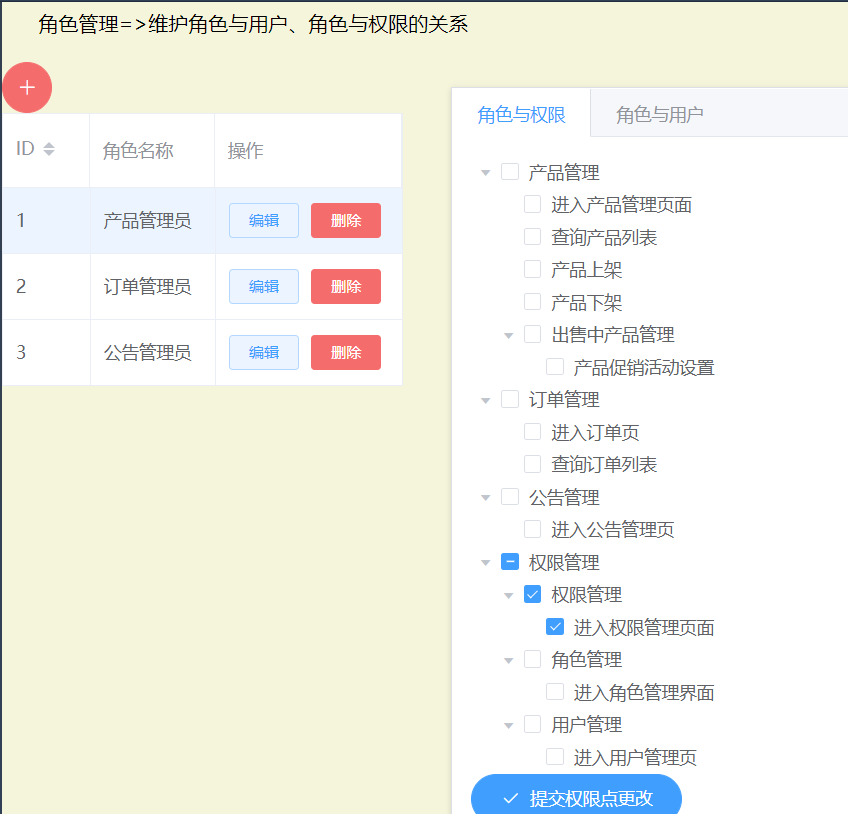 角色管理=>维护角色与用户、角色与权限的关系
ID 角色名称 操作
1 产品管理员 编辑 删除
2 订单管理员 编辑 删除
3 公告管理员 编辑 删除
角色与权限 角色与用户
产品管理
进入产品管理页面
查询产品列表
产品上架
产品下架
出售中产品管理
产品促销活动设置
订单管理
进入订单页
查询订单列表
公告管理
进入公告管理页
权限管理
权限管理
进入权限管理页面
角色管理
进入角色管理界面
用户管理
进入用户管理页
提交权限点更改